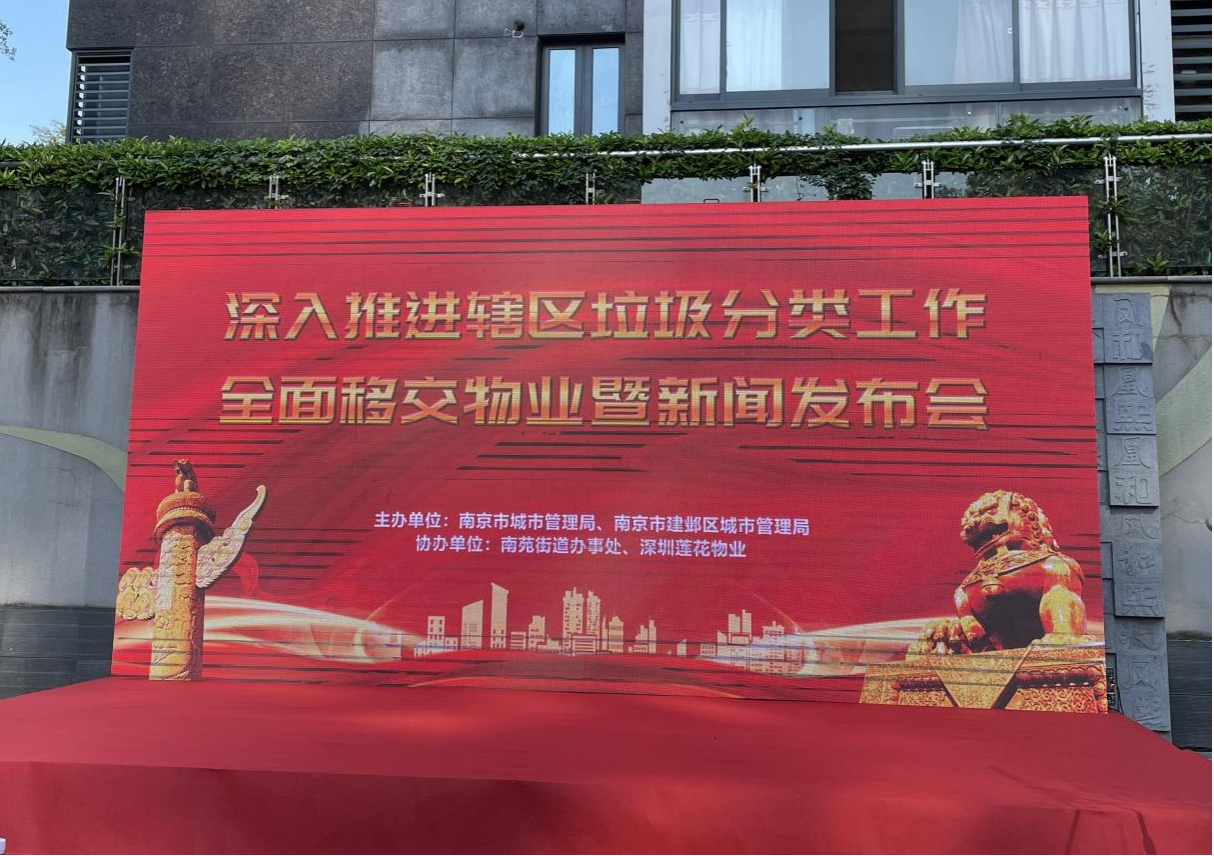 深入推进辖区垃圾分类工作
全面移交物业暨新闻发布会
主办单位：南京市城市管理局、南京市建邺区城市管理局
协办单位：南苑街道办事处、深圳莲花物业